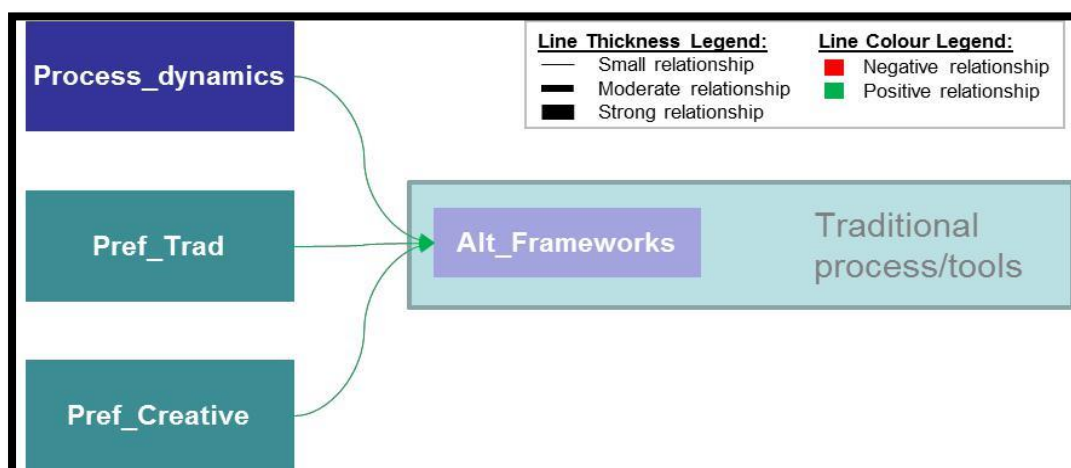 Process_dynamics
Line Thickness Legend:
Small relationship
Moderate relationship
Strong relationship
Line Colour Legend:
Negative relationship
Positive relationship
Pref_Trad
Alt_Frameworks
Traditional
process/tools
Pref_Creative